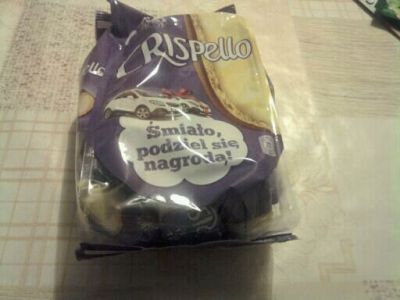 CRISPELLO
Śmiało,
podziel się
nagrodą!